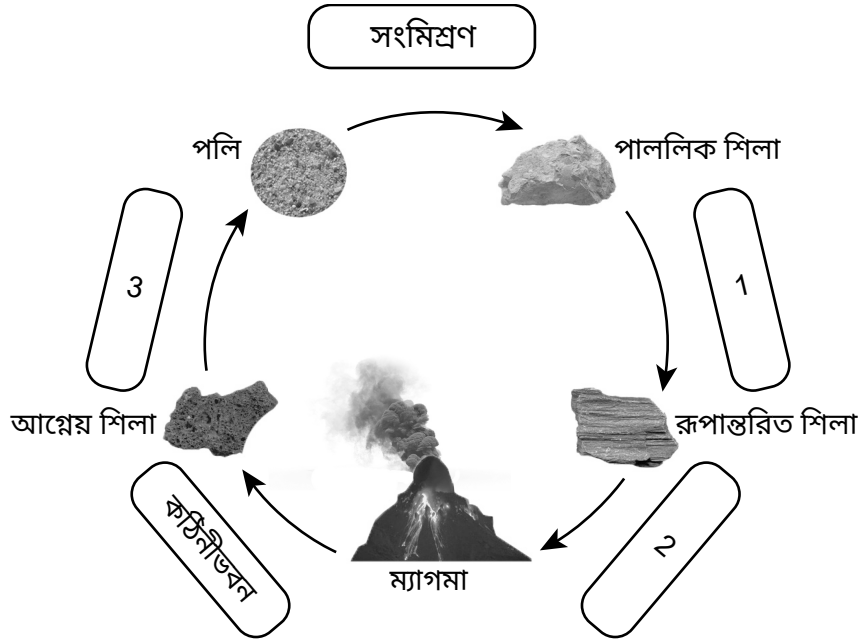 সংমিশ্রণ
পলি
পাললিক শিলা
3
1
আগ্নেয় শিলা
রূপান্তরিত শিলা
কঠিনীভবন
2
ম্যাগমা